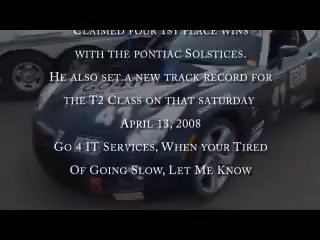 Claimed four 1st place wins
with the pontiac Solstices.
He also set a new track record for
the T2 Class on that saturday
April 13, 2008
Go 4 IT Services, When your Tired
Of Going Slow, Let Me Know